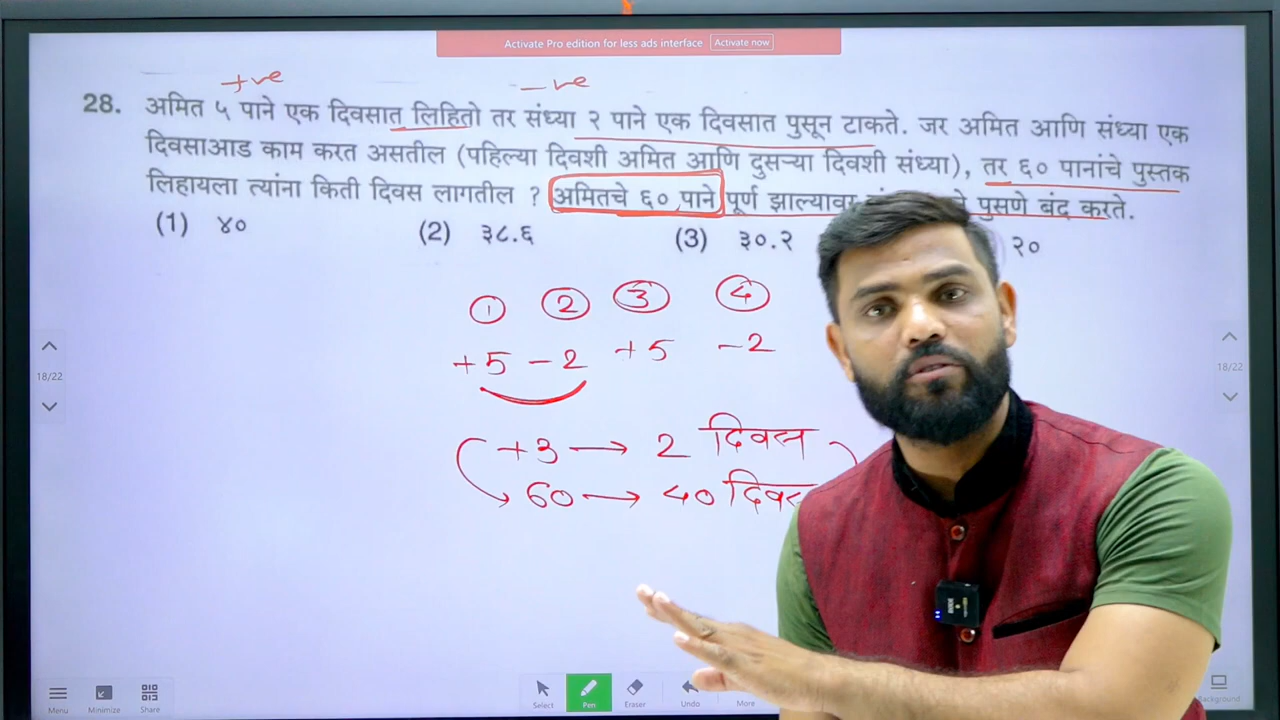 Activate Pro edition for less ads interface Activate now
+ve -ve
28. अमित ५ पाने एक दिवसात लिहितो तर संध्या २ पाने एक दिवसात पुसून टाकते. जर अमित आणि संध्या एक
दिवसाआड काम करत असतील (पहिल्या दिवशी अमित आणि दुसऱ्या दिवशी संध्या), तर ६० पानांचे पुस्तक
लिहायला त्यांना किती दिवस लागतील ? अमितचे ६० पाने पूर्ण झाल्यावर पुसणे बंद करते.
(1) ४० (2) ३८.६ (3) ३०.२ २०
1 2 3 4
+5 -2 +5 -2
+3 → 2 दिवस
60 → 40 दिवस
18/22 18/22
Menu Minimize Share Select Pen Eraser Undo More Background